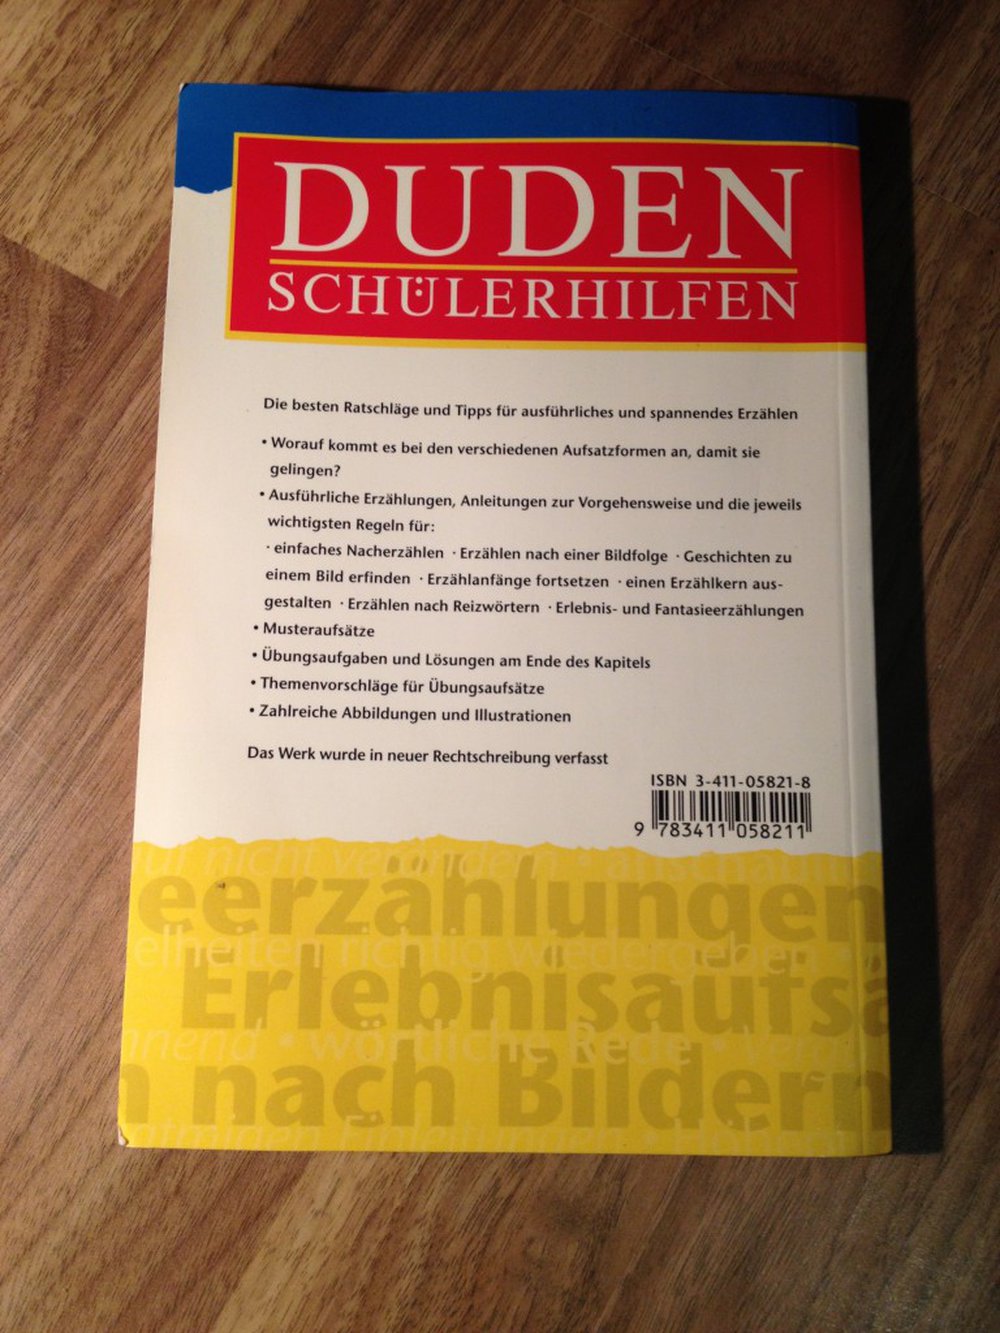 DUDEN
SCHÜLERHILFEN
Die besten Ratschläge und Tipps für ausführliches und spannendes Erzählen
• Worauf kommt es bei den verschiedenen Aufsatzformen an, damit sie
gelingen?
• Ausführliche Erzählungen, Anleitungen zur Vorgehensweise und die jeweils
wichtigsten Regeln für:
· einfaches Nacherzählen · Erzählen nach einer Bildfolge · Geschichten zu
einem Bild erfinden · Erzählanfänge fortsetzen · einen Erzählkern aus-
gestalten · Erzählen nach Reizwörtern · Erlebnis- und Fantasieerzählungen
• Musteraufsätze
• Übungsaufgaben und Lösungen am Ende des Kapitels
• Themenvorschläge für Übungsaufsätze
• Zahlreiche Abbildungen und Illustrationen
Das Werk wurde in neuer Rechtschreibung verfasst
ISBN 3-411-05821-8
9 783411 058211
nicht verändern •
eerzählungen
elheiten richtig wiedergeben •
Erlebnisaufsä
nnend • wörtliche Rede •
n nach Bildern
Einleitungen •